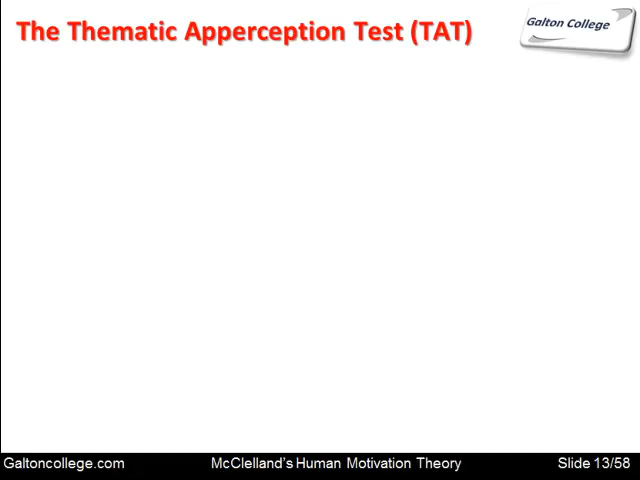 The Thematic Apperception Test (TAT)
Galton College
Galtoncollege.com McClelland's Human Motivation Theory Slide 13/58